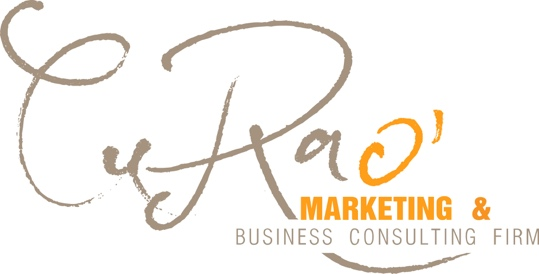 CuRao'
MARKETING &
BUSINESS CONSULTING FIRM